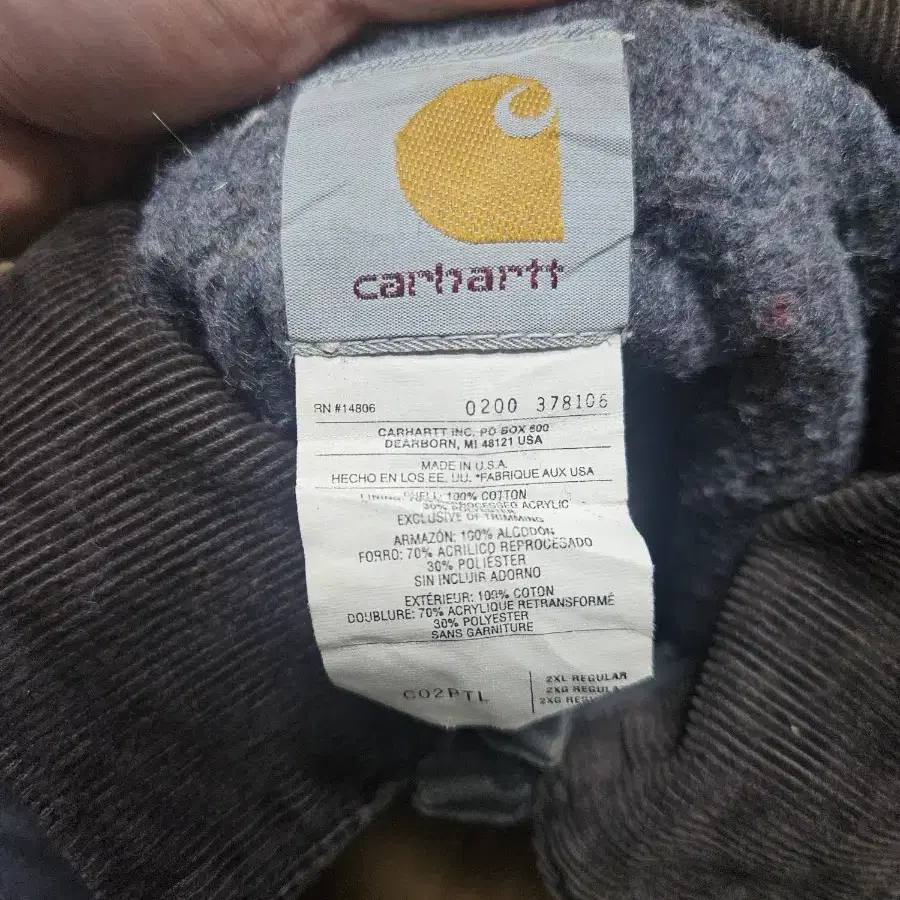 carhartt
RN #14806 0200 378106
CARHARTT INC, PO BOX 600
DEARBORN, MI 48121 USA
MADE IN U.S.A.
HECHO EN LOS EE. UU. *FABRIQUE AUX USA
100% COTTON
30% ACRYLIC
EXCLUSIVE OF TRIMMING
ARMAZÓN: 100% ALGODÓN
FORRO: 70% ACRILICO REPROCESADO
30% POLIÉSTER
SIN INCLUIR ADORNO
EXTÉRIEUR: 100% COTON
DOUBLURE: 70% ACRYLIQUE RETRANSFORMÉ
30% POLYESTER
SANS GARNITURE
C02PTL
2XL REGULAR
2XG
2XG